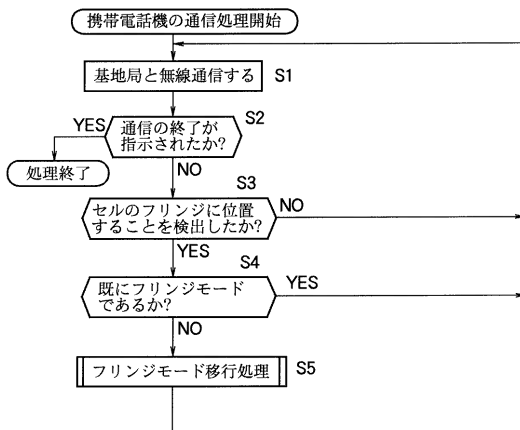 携帯電話機の通信処理開始
基地局と無線通信する S1
S2
YES 通信の終了が
指示されたか?
処理終了
NO
S3
セルのフリンジに位置 NO
することを検出したか?
YES
S4
既にフリンジモード YES
であるか?
NO
フリンジモード移行処理 S5